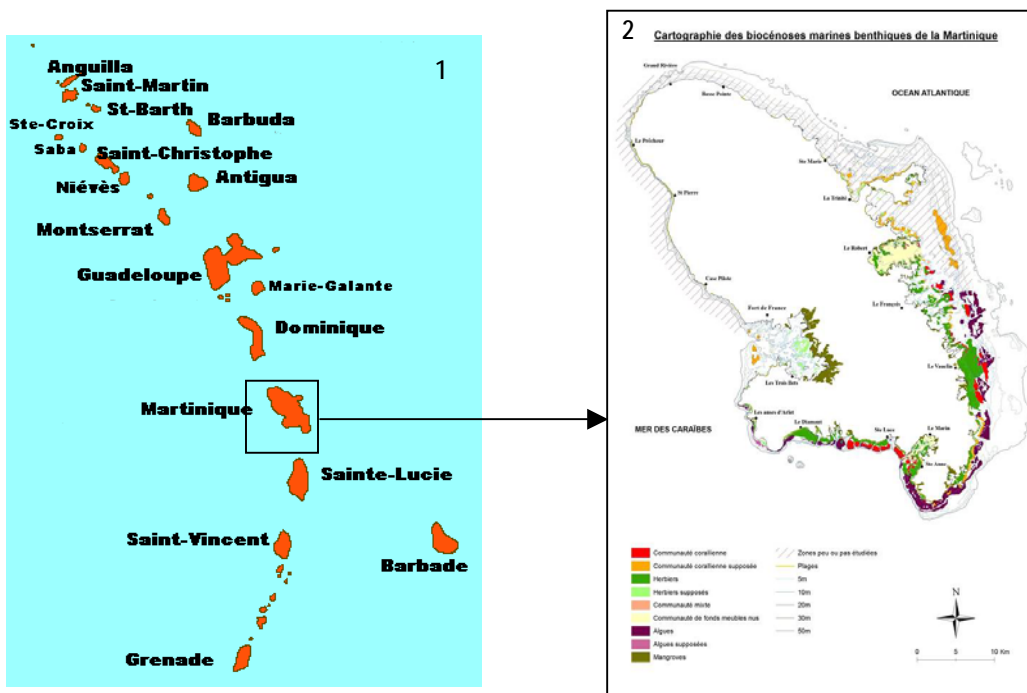 1
Anguilla
Saint-Martin
St-Barth
Ste-Croix
Barbuda
Saba
Saint-Christophe
Niévès
Antigua
Montserrat
Guadeloupe
Marie-Galante
Dominique
Martinique
Sainte-Lucie
Saint-Vincent
Barbade
Grenade
2
Cartographie des biocénoses marines benthiques de la Martinique
Grand Rivière
Basse Pointe
OCEAN ATLANTIQUE
Le Prêcheur
Ste Marie
St Pierre
La Trinité
Le Robert
Case Pilote
Le François
Fort de France
Le Vauclin
Les Trois Ilets
Les anses d'Arlet
Le Diamant
Ste Luce
Le Marin
MER DES CARAÏBES
Ste Anne
Communauté corallienne
Communauté corallienne supposée
Herbiers
Herbiers supposés
Communauté mixte
Communauté de fonds meubles nus
Algues
Algues supposées
Mangroves
Zones peu ou pas étudiées
Plages
5m
10m
20m
30m
50m
N
0 5 10 Km